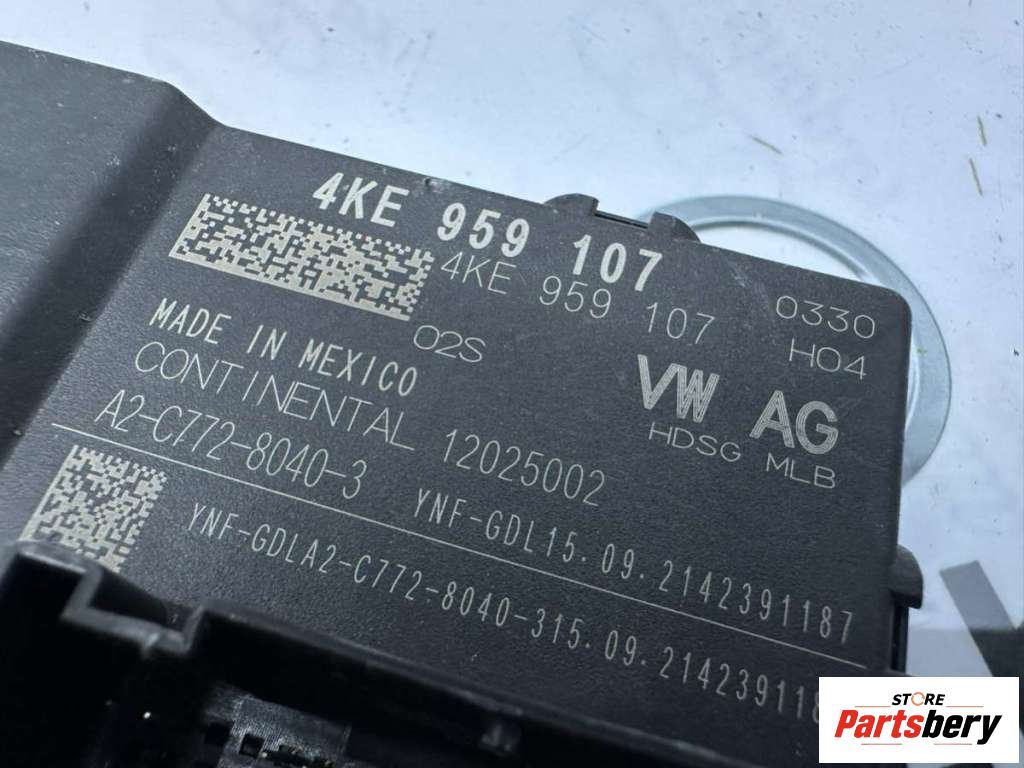 4KE 959 107
4KE 959 107 0330
02S H04
MADE IN MEXICO VW AG
CONTINENTAL 12025002 HDSG MLB
A2-C772-8040-3 YNF-GDL15.09.2142391187
YNF-GDLA2-C772-8040-315.09.214239118
STORE
Partsbery